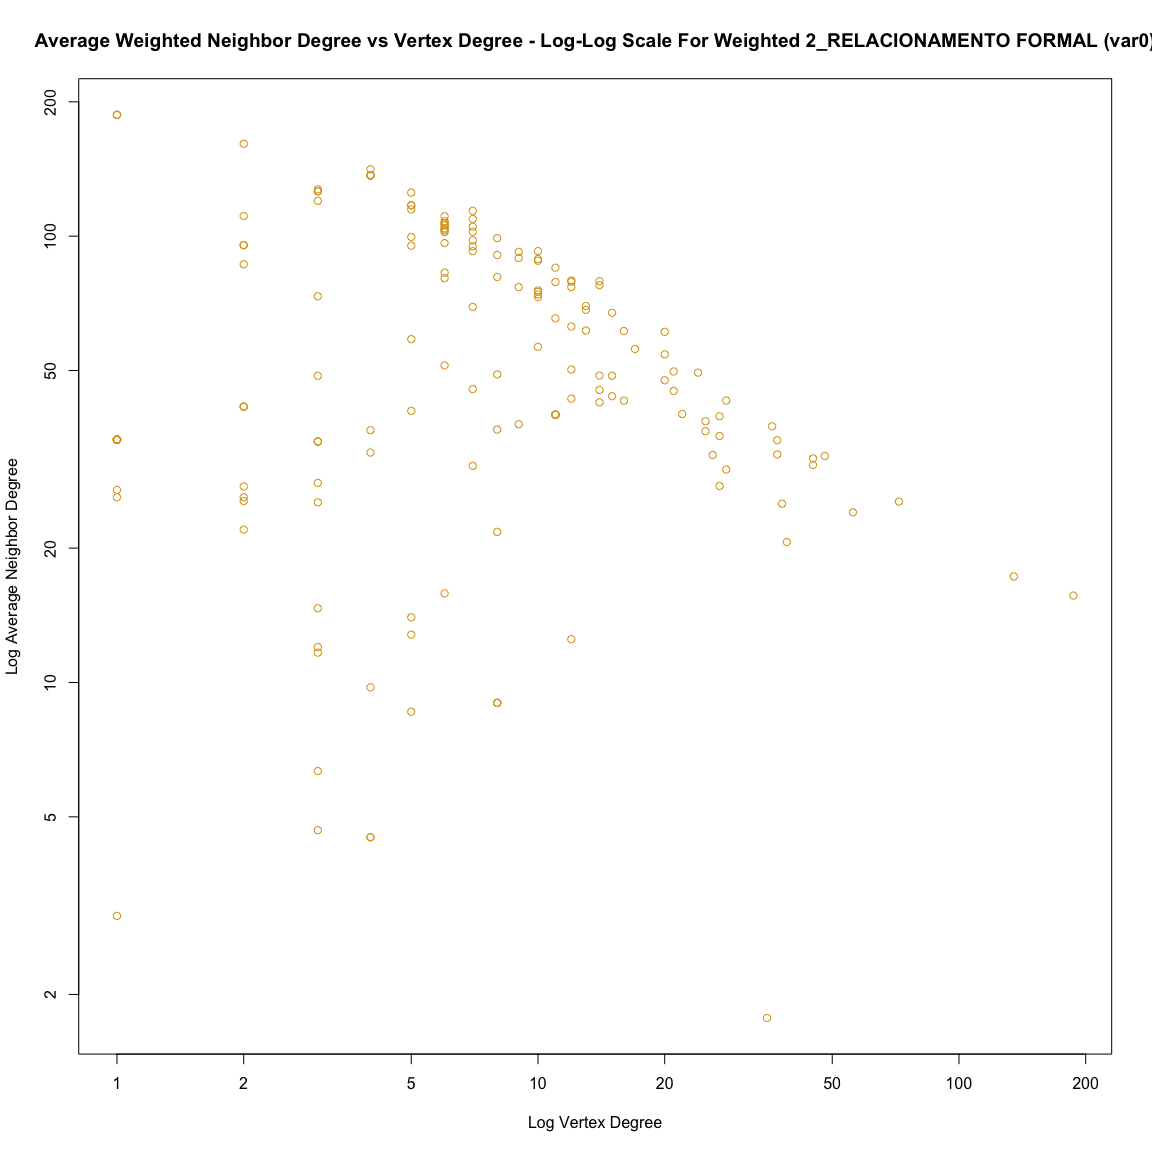 Average Weighted Neighbor Degree vs Vertex Degree - Log-Log Scale For Weighted 2_RELACIONAMENTO FORMAL (var0)
Log Average Neighbor Degree
200
100
50
20
10
5
2
1 2 5 10 20 50 100 200
Log Vertex Degree